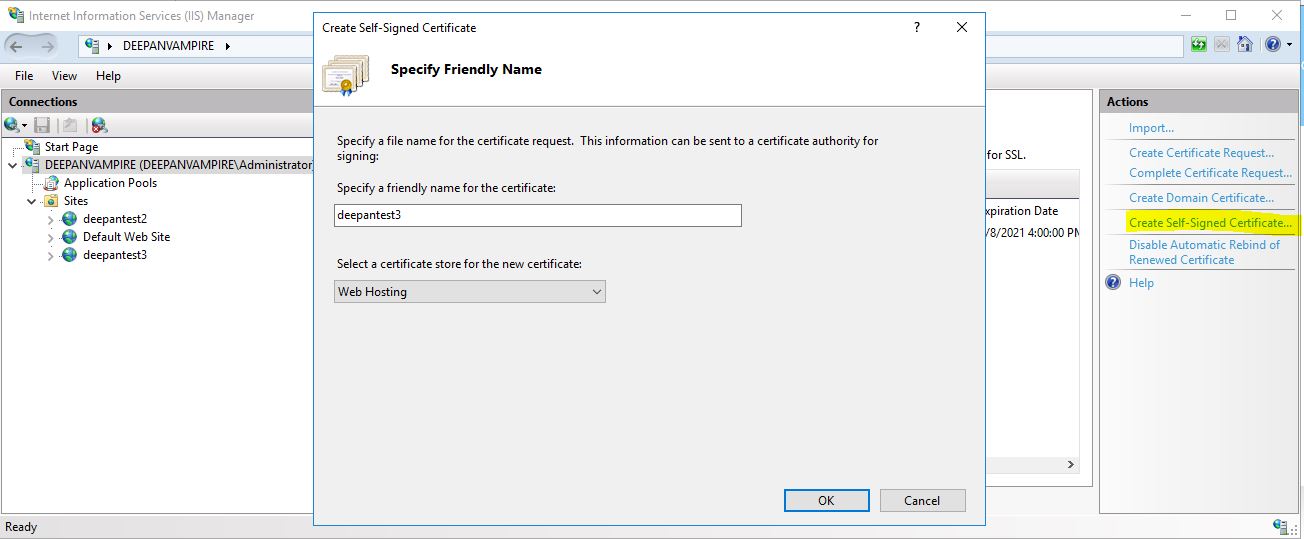 Internet Information Services (IIS) Manager
DEEPANVAMPIRE
File View Help
Connections
Start Page
DEEPANVAMPIRE (DEEPANVAMPIRE\Administrator)
Application Pools
Sites
deepantest2
Default Web Site
deepantest3
Ready
Create Self-Signed Certificate
?
Specify Friendly Name
Specify a file name for the certificate request. This information can be sent to a certificate authority for
signing:
Specify a friendly name for the certificate:
deepantest3
Select a certificate store for the new certificate:
Web Hosting
OK
Cancel
for SSL.
xpiration Date
/8/2021 4:00:00 PM
Actions
Import...
Create Certificate Request...
Complete Certificate Request...
Create Domain Certificate...
Create Self-Signed Certificate...
Disable Automatic Rebind of
Renewed Certificate
Help